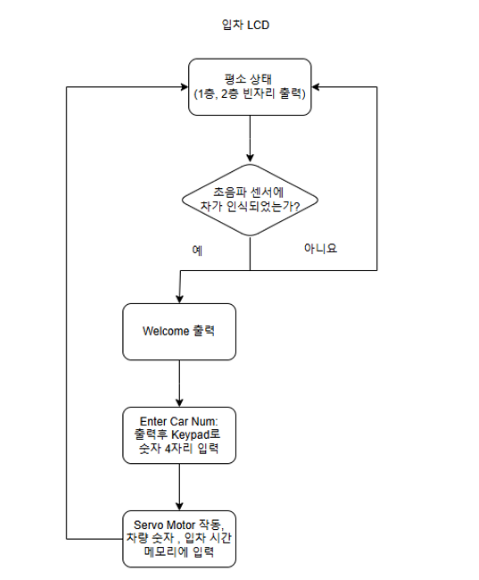 입차 LCD
평소 상태
(1층, 2층 빈자리 출력)
초음파 센서에
차가 인식되었는가?
예
아니요
Welcome 출력
Enter Car Num:
출력후 Keypad로
숫자 4자리 입력
Servo Motor 작동,
차량 숫자 , 입차 시간
메모리에 입력